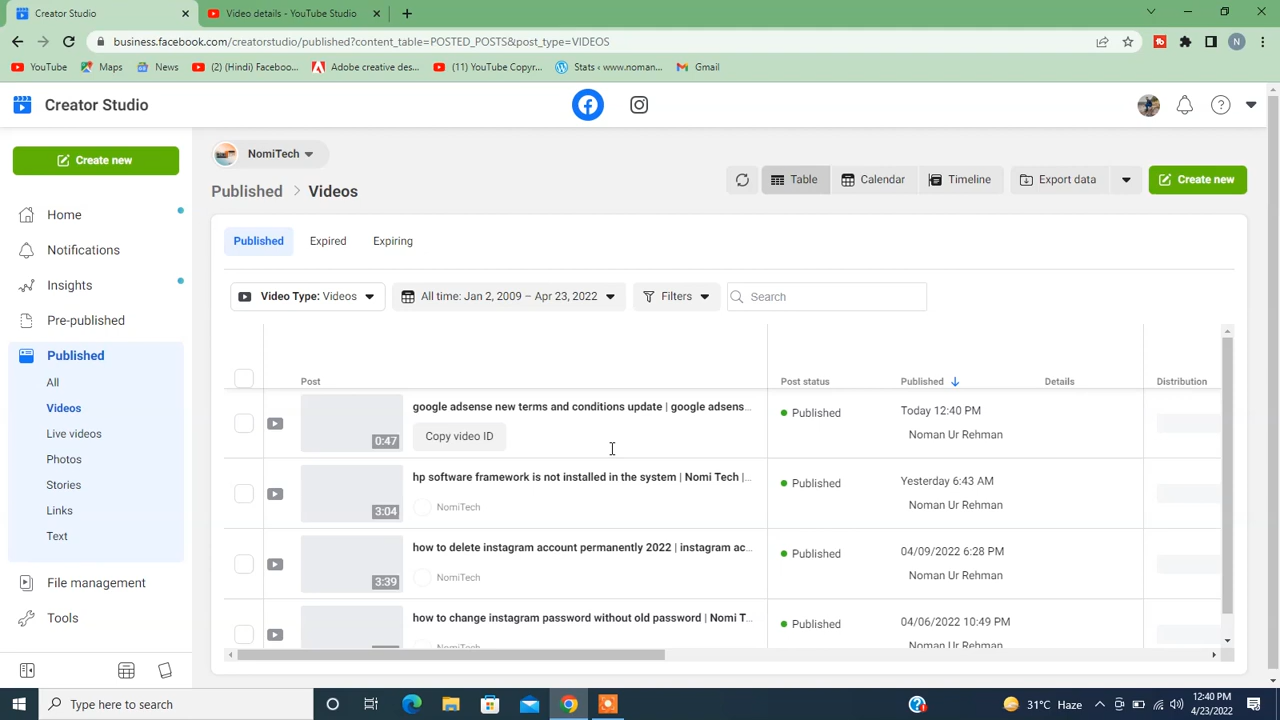 Creator Studio
Video details - YouTube Studio
business.facebook.com/creatorstudio/published?content_table=POSTED_POSTS&post_type=VIDEOS
YouTube
Maps
News
(2) (Hindi) Faceboo...
Adobe creative des...
(11) YouTube Copyr...
Stats ‹ www.noman...
Gmail
Creator Studio
Create new
NomiTech
Published > Videos
Table
Calendar
Timeline
Export data
Create new
Home
Notifications
Insights
Pre-published
Published
All
Videos
Live videos
Photos
Stories
Links
Text
File management
Tools
Published
Expired
Expiring
Video Type: Videos
All time: Jan 2, 2009 – Apr 23, 2022
Filters
Search
Post
Post status
Published
Details
Distribution
0:47
google adsense new terms and conditions update | google adsens...
Copy video ID
Published
Today 12:40 PM
Noman Ur Rehman
3:04
hp software framework is not installed in the system | Nomi Tech |...
NomiTech
Published
Yesterday 6:43 AM
Noman Ur Rehman
3:39
how to delete instagram account permanently 2022 | instagram ac...
NomiTech
Published
04/09/2022 6:28 PM
Noman Ur Rehman
how to change instagram password without old password | Nomi T...
NomiTech
Published
04/06/2022 10:49 PM
Noman Ur Rehman
Type here to search
31°C Haze
12:40 PM
4/23/2022
N